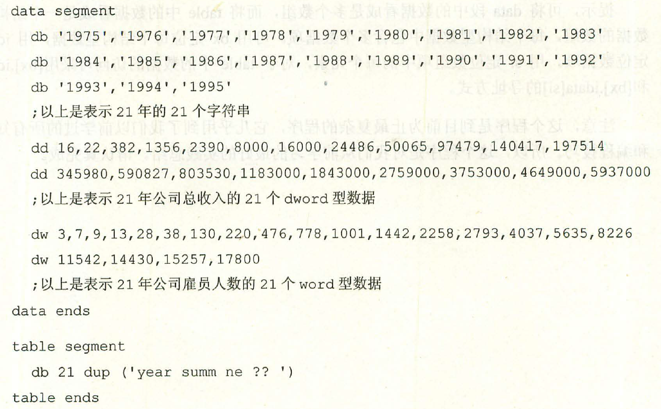 data segment
db '1975','1976','1977','1978','1979','1980','1981','1982','1983'
db '1984','1985','1986','1987','1988','1989','1990','1991','1992'
db '1993','1994','1995'
;以上是表示 21 年的 21 个字符串
dd 16,22,382,1356,2390,8000,16000,24486,50065,97479,140417,197514
dd 345980,590827,803530,1183000,1843000,2759000,3753000,4649000,5937000
;以上是表示 21 年公司总收入的 21 个 dword 型数据
dw 3,7,9,13,28,38,130,220,476,778,1001,1442,2258,2793,4037,5635,8226
dw 11542,14430,15257,17800
;以上是表示 21 年公司雇员人数的 21 个 word 型数据
data ends
table segment
db 21 dup ('year summ ne ?? ')
table ends